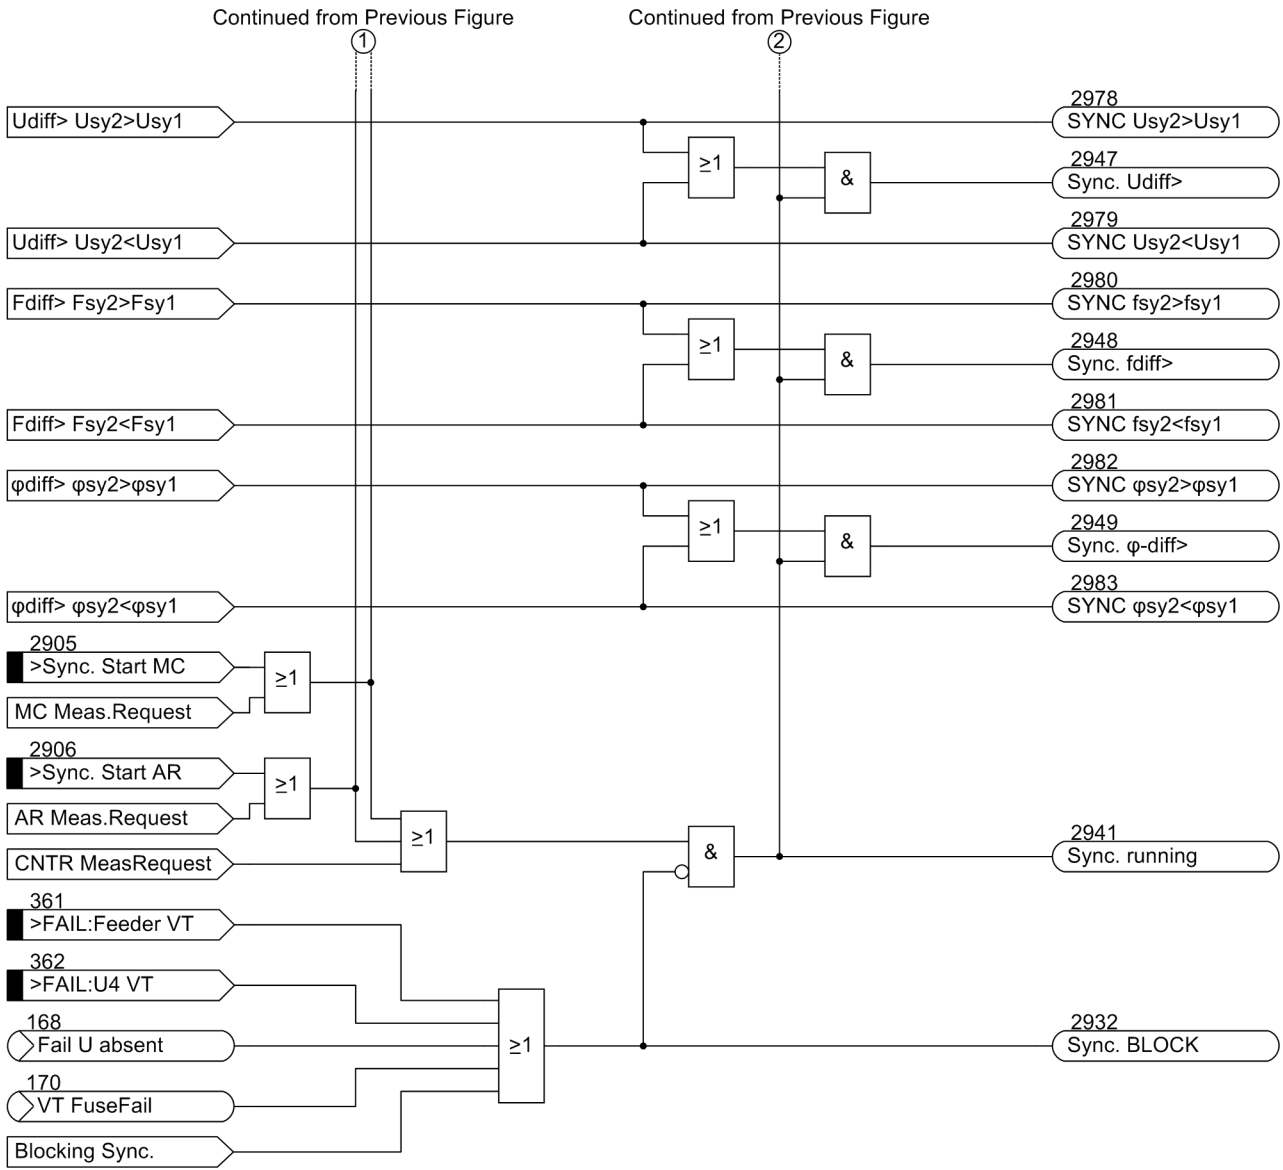 Continued from Previous Figure
Continued from Previous Figure
1
2
2978
Udiff> Usy2>Usy1
SYNC Usy2>Usy1
≥1
2947
&
Sync. Udiff>
2979
Udiff> Usy2<Usy1
SYNC Usy2<Usy1
2980
Fdiff> Fsy2>Fsy1
SYNC fsy2>fsy1
≥1
2948
&
Sync. fdiff>
2981
Fdiff> Fsy2<Fsy1
SYNC fsy2<fsy1
2982
φdiff> φsy2>φsy1
SYNC φsy2>φsy1
≥1
2949
&
Sync. φ-diff>
2983
φdiff> φsy2<φsy1
SYNC φsy2<φsy1
2905
>Sync. Start MC
≥1
MC Meas.Request
2906
>Sync. Start AR
≥1
AR Meas.Request
≥1
2941
&
Sync. running
CNTR MeasRequest
361
>FAIL:Feeder VT
362
>FAIL:U4 VT
168
2932
Fail U absent
≥1
Sync. BLOCK
170
VT FuseFail
Blocking Sync.